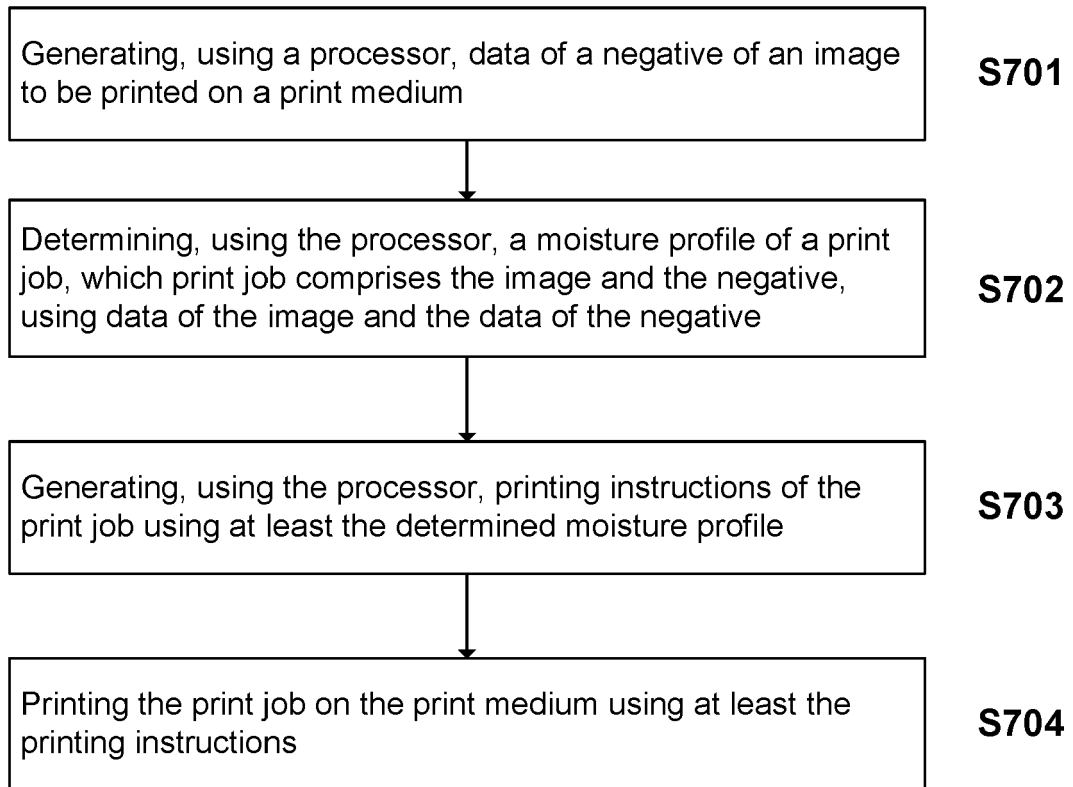 Generating, using a processor, data of a negative of an image
to be printed on a print medium
S701
Determining, using the processor, a moisture profile of a print
job, which print job comprises the image and the negative,
using data of the image and the data of the negative
S702
Generating, using the processor, printing instructions of the
print job using at least the determined moisture profile
S703
Printing the print job on the print medium using at least the
printing instructions
S704